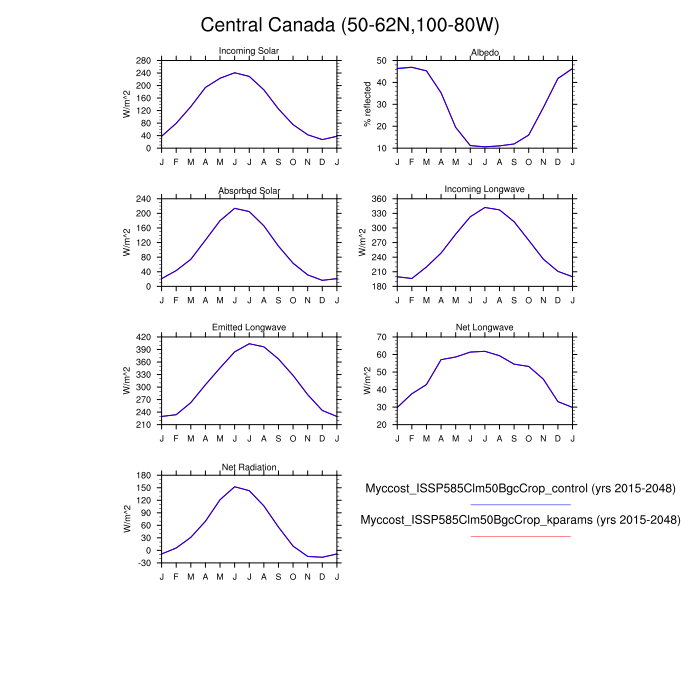 Central Canada (50-62N,100-80W)
Incoming Solar
W/m^2
280
240
200
160
120
80
40
0
J F M A M J J A S O N D J
Albedo
% reflected
50
40
30
20
10
J F M A M J J A S O N D J
Absorbed Solar
W/m^2
240
200
160
120
80
40
0
J F M A M J J A S O N D J
Incoming Longwave
W/m^2
360
330
300
270
240
210
180
J F M A M J J A S O N D J
Emitted Longwave
W/m^2
420
390
360
330
300
270
240
210
J F M A M J J A S O N D J
Net Longwave
W/m^2
70
60
50
40
30
20
J F M A M J J A S O N D J
Net Radiation
W/m^2
180
150
120
90
60
30
0
-30
J F M A M J J A S O N D J
Myccost_ISSP585Clm50BgcCrop_control (yrs 2015-2048)
Myccost_ISSP585Clm50BgcCrop_kparams (yrs 2015-2048)